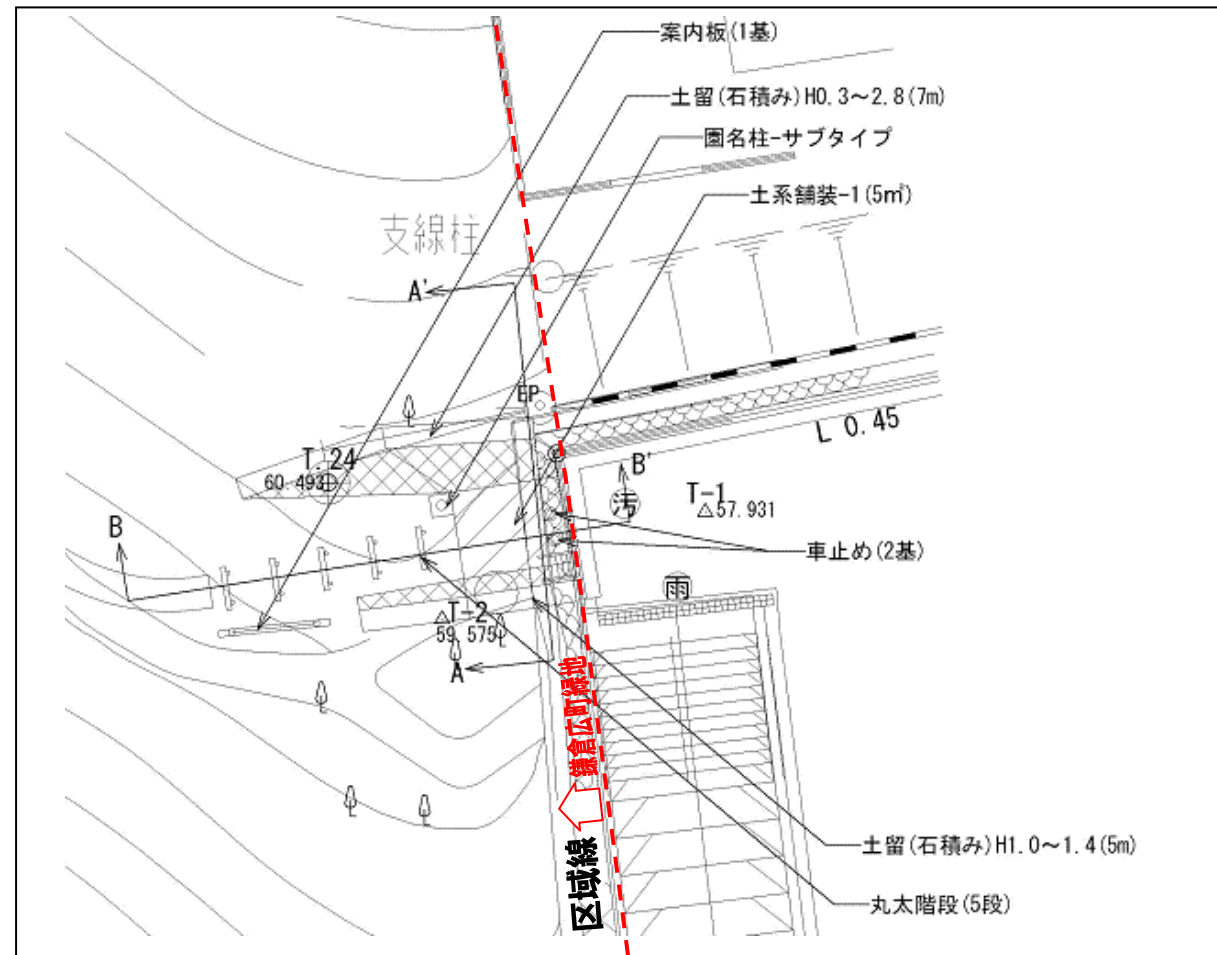 案内板(1基)
土留(石積み)H0.3～2.8(7m)
園名柱-サブタイプ
土系舗装-1(5㎡)
支線柱
A'
EP
L 0.45
T.24
60.493
B'
汚
T-1
△57.931
B
車止め(2基)
雨
△T-2
59.575
A
鎌倉広町緑地
区域線
土留(石積み)H1.0～1.4(5m)
丸太階段(5段)